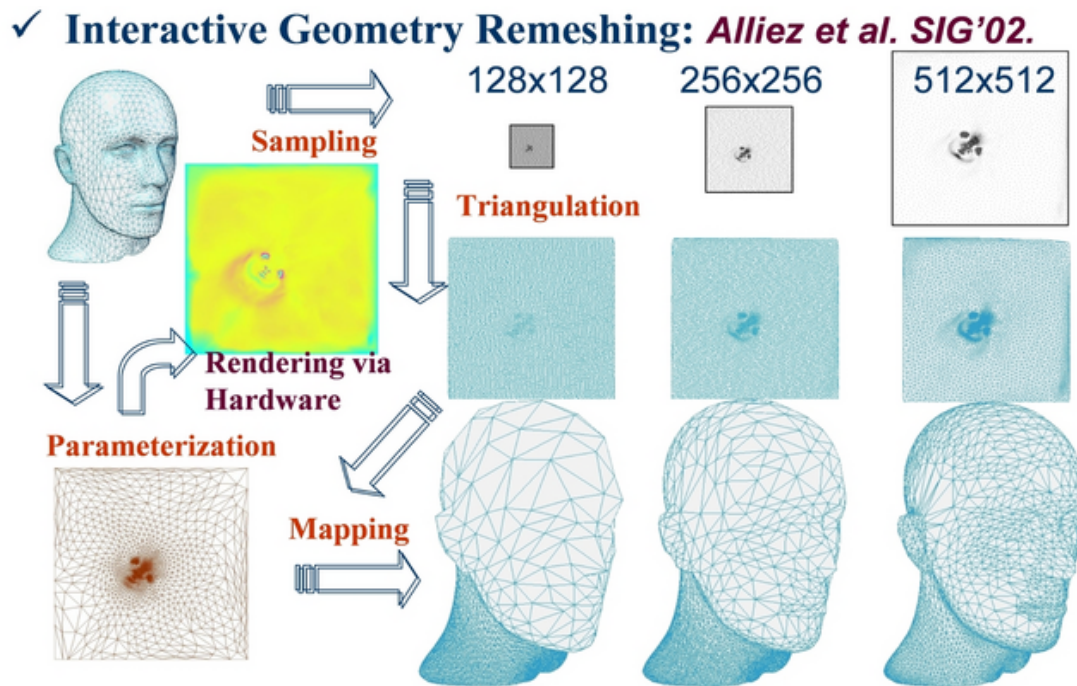 ✓ Interactive Geometry Remeshing: Alliez et al. SIG'02.
128x128 256x256 512x512
Sampling
Triangulation
Rendering via
Hardware
Parameterization
Mapping